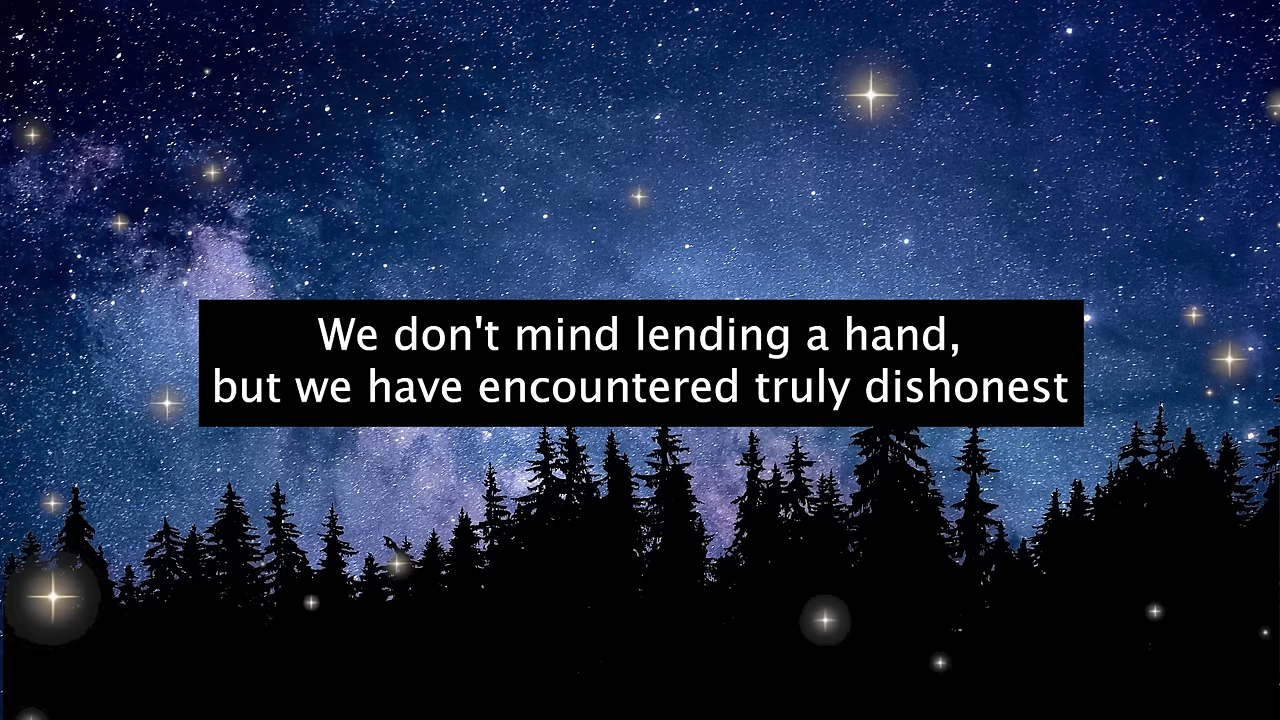 We don't mind lending a hand,
but we have encountered truly dishonest